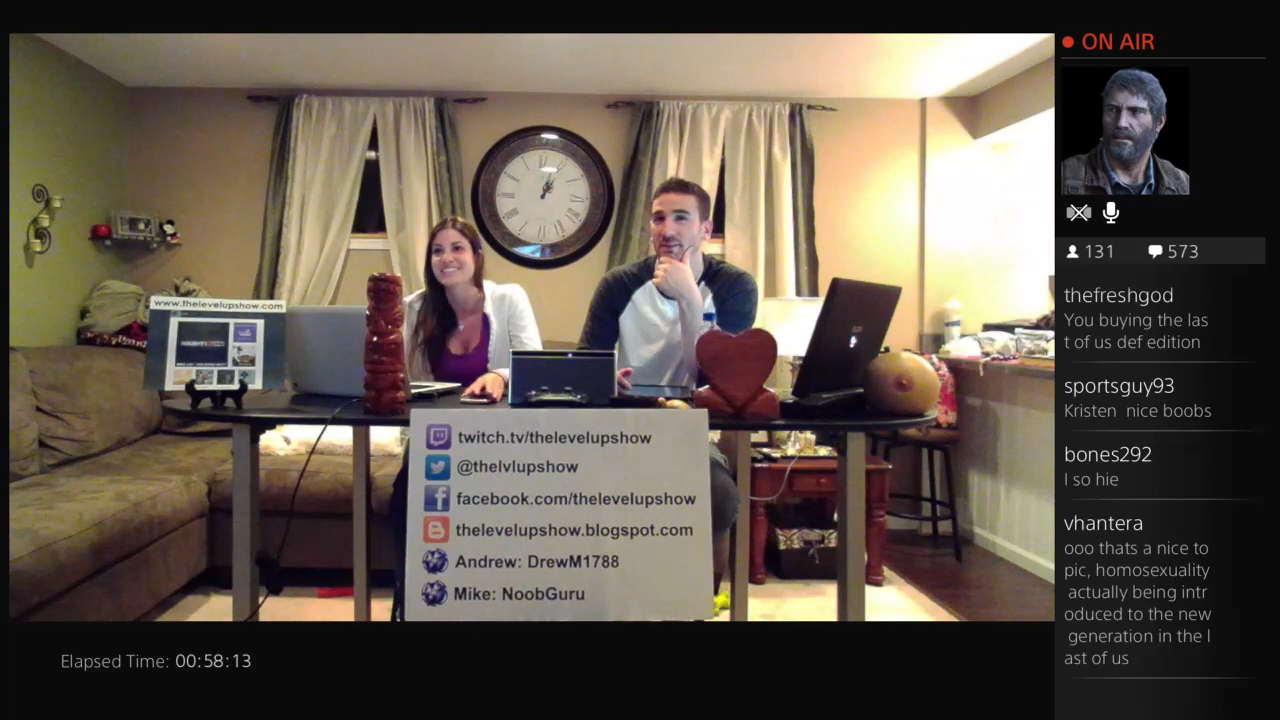 ON AIR
131 573
thefreshgod
You buying the las
t of us def edition
sportsguy93
Kristen nice boobs
bones292
I so hie
vhantera
ooo thats a nice to
pic, homosexuality
actually being intr
oduced to the new
generation in the l
ast of us
www.thelevelupshow.com
twitch.tv/thelevelupshow
@thelvlupshow
facebook.com/thelevelupshow
thelevelupshow.blogspot.com
Andrew: DrewM1788
Mike: NoobGuru
Elapsed Time: 00:58:13